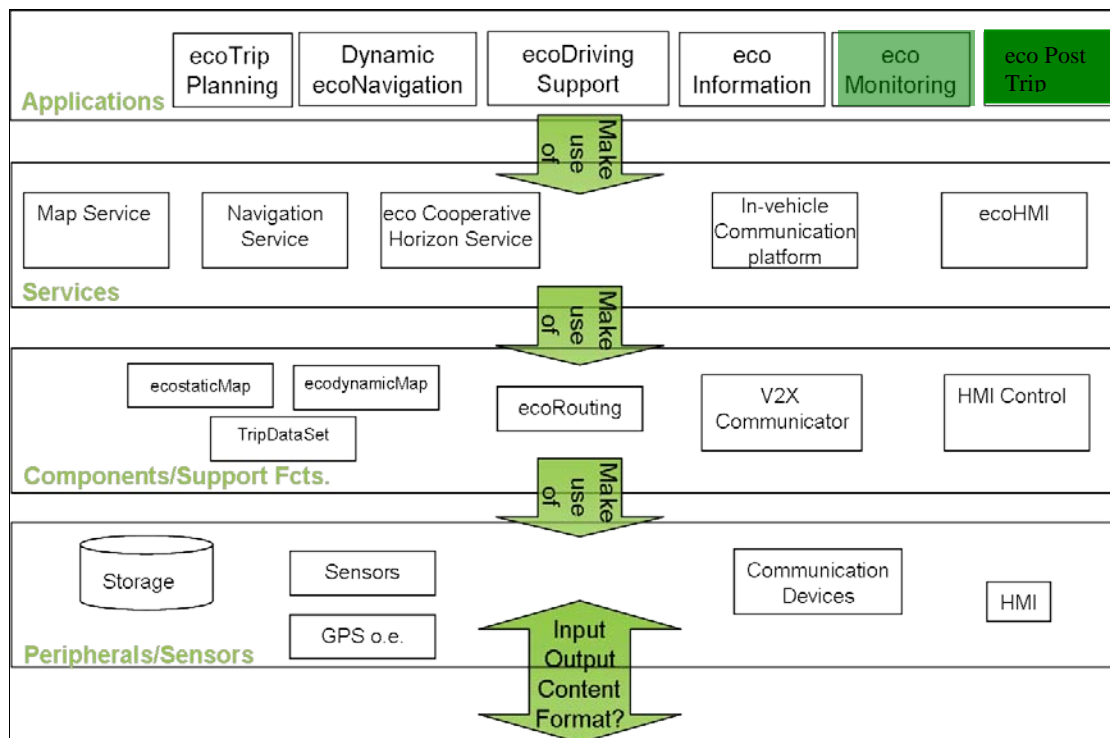 ecoTrip
Planning
Dynamic
ecoNavigation
ecoDriving
Support
eco
Information
eco
Monitoring
eco Post
Trip
Applications
Make
use
of
Map Service
Navigation
Service
eco Cooperative
Horizon Service
In-vehicle
Communication
platform
ecoHMI
Services
Make
use
of
ecostaticMap
ecodynamicMap
TripDataSet
ecoRouting
V2X
Communicator
HMI Control
Components/Support Fcts.
Make
use
of
Storage
Sensors
GPS o.e.
Communication
Devices
HMI
Peripherals/Sensors
Input
Output
Content
Format?